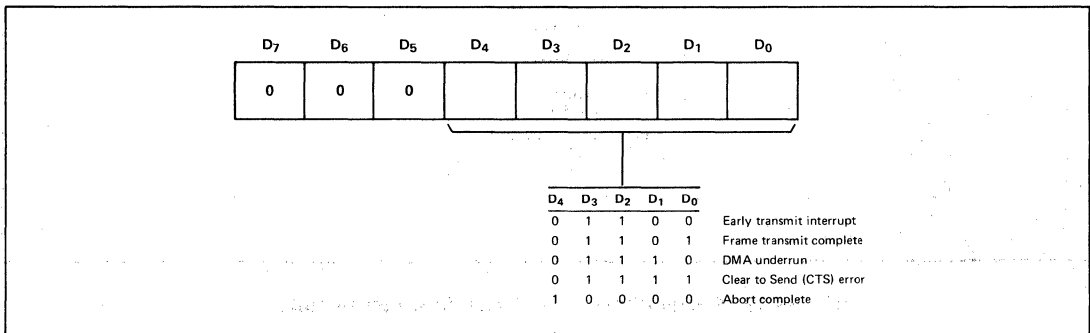 D7 D6 D5 D4 D3 D2 D1 D0
0 0 0
D4 D3 D2 D1 D0
0 1 1 0 0 Early transmit interrupt
0 1 1 0 1 Frame transmit complete
0 1 1 1 0 DMA underrun
0 1 1 1 1 Clear to Send (CTS) error
1 0 0 0 0 Abort complete